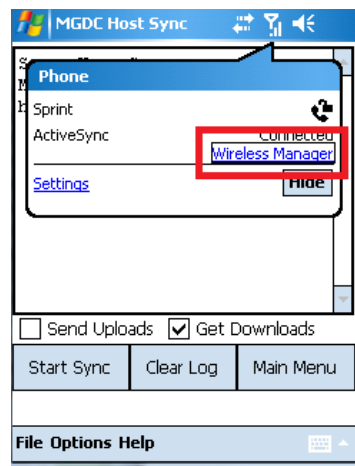 MGDC Host Sync
Phone
Sprint
ActiveSync Connected
Wireless Manager
Settings Hide
Send Uploads Get Downloads
Start Sync Clear Log Main Menu
File Options Help